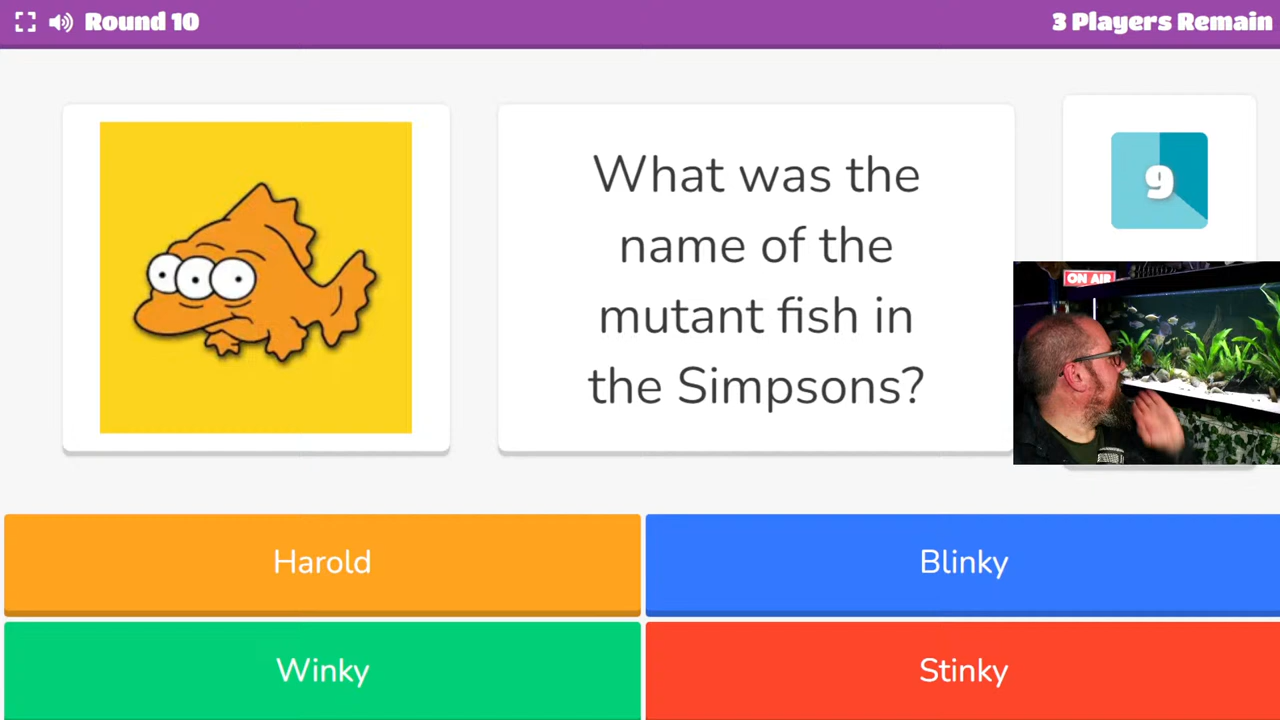 Round 10
3 Players Remain
What was the
name of the
mutant fish in
the Simpsons?
9
ON AIR
Harold
Blinky
Winky
Stinky